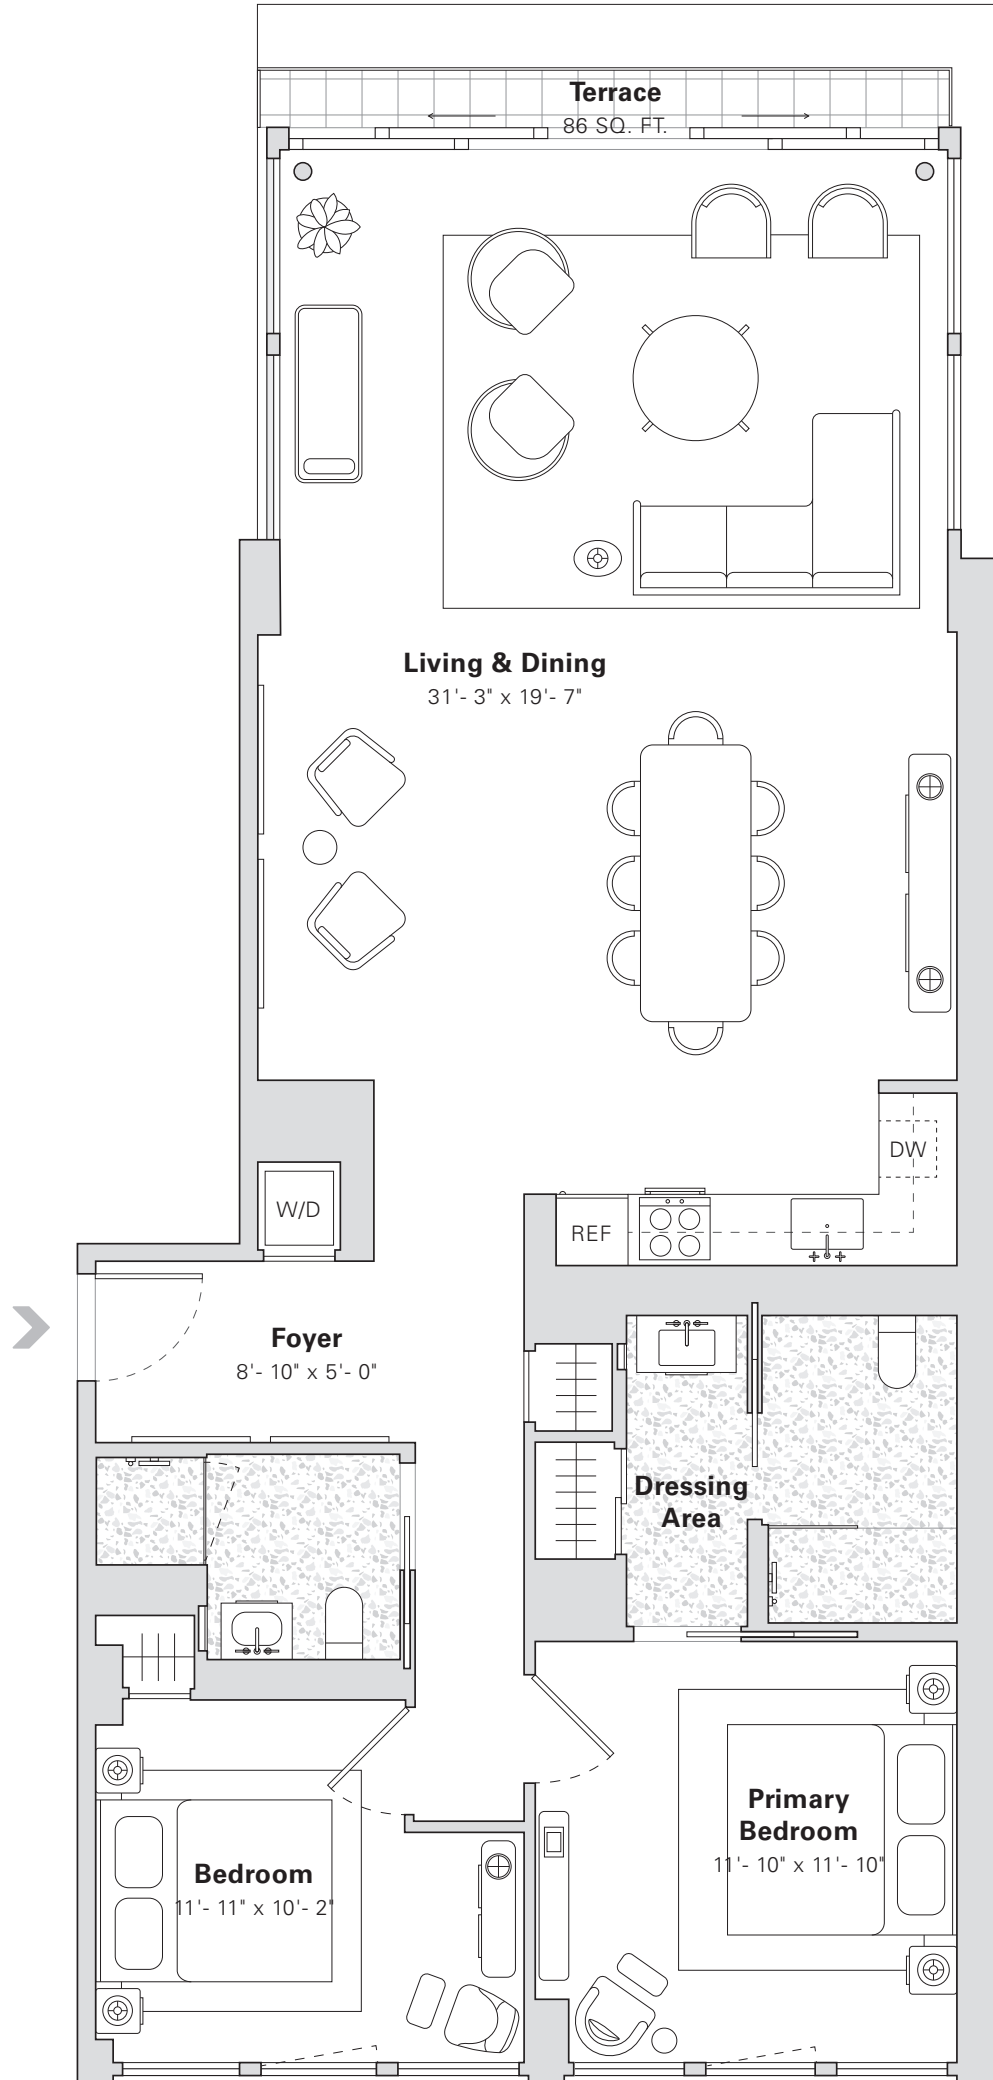 Terrace
86 SQ. FT.
Living & Dining
31'- 3" x 19'- 7"
DW
W/D
REF
Foyer
8'- 10" x 5'- 0"
Dressing
Area
Primary
Bedroom
11'- 10" x 11'- 10"
Bedroom
11'- 11" x 10'- 2"